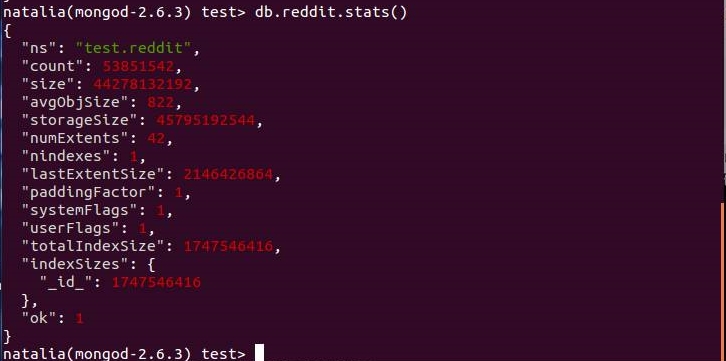 natalia(mongod-2.6.3) test> db.reddit.stats()
{
  "ns": "test.reddit",
  "count": 53851542,
  "size": 44278132192,
  "avgObjSize": 822,
  "storageSize": 45795192544,
  "numExtents": 42,
  "nindexes": 1,
  "lastExtentSize": 2146426864,
  "paddingFactor": 1,
  "systemFlags": 1,
  "userFlags": 1,
  "totalIndexSize": 1747546416,
  "indexSizes": {
    "_id_": 1747546416
  },
  "ok": 1
}
natalia(mongod-2.6.3) test>